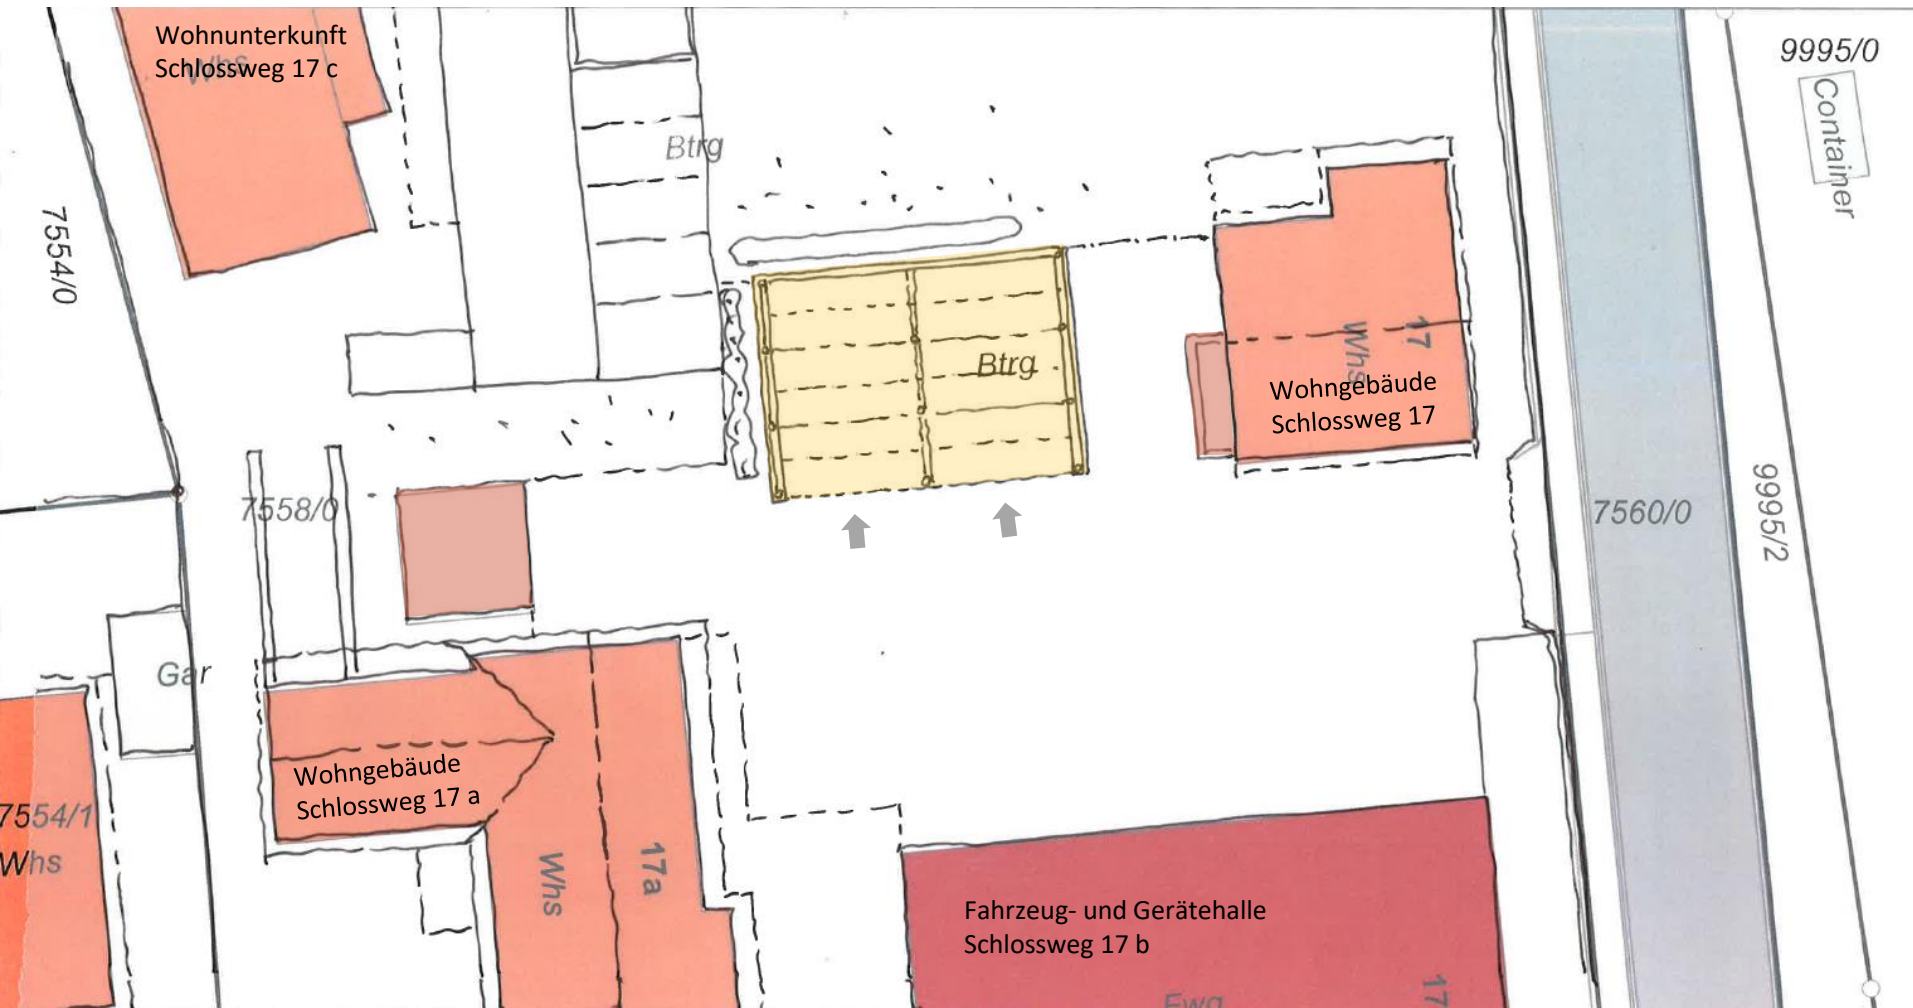 Wohnunterkunft
Schlossweg 17 c
Whs
9995/0
Container
Btrg
7554/0
17
Whs
Btrg
Wohngebäude
Schlossweg 17
7558/0
7560/0
9995/2
Gar
Wohngebäude
Schlossweg 17 a
7554/1
Whs
Whs
17a
Fahrzeug- und Gerätehalle
Schlossweg 17 b
17